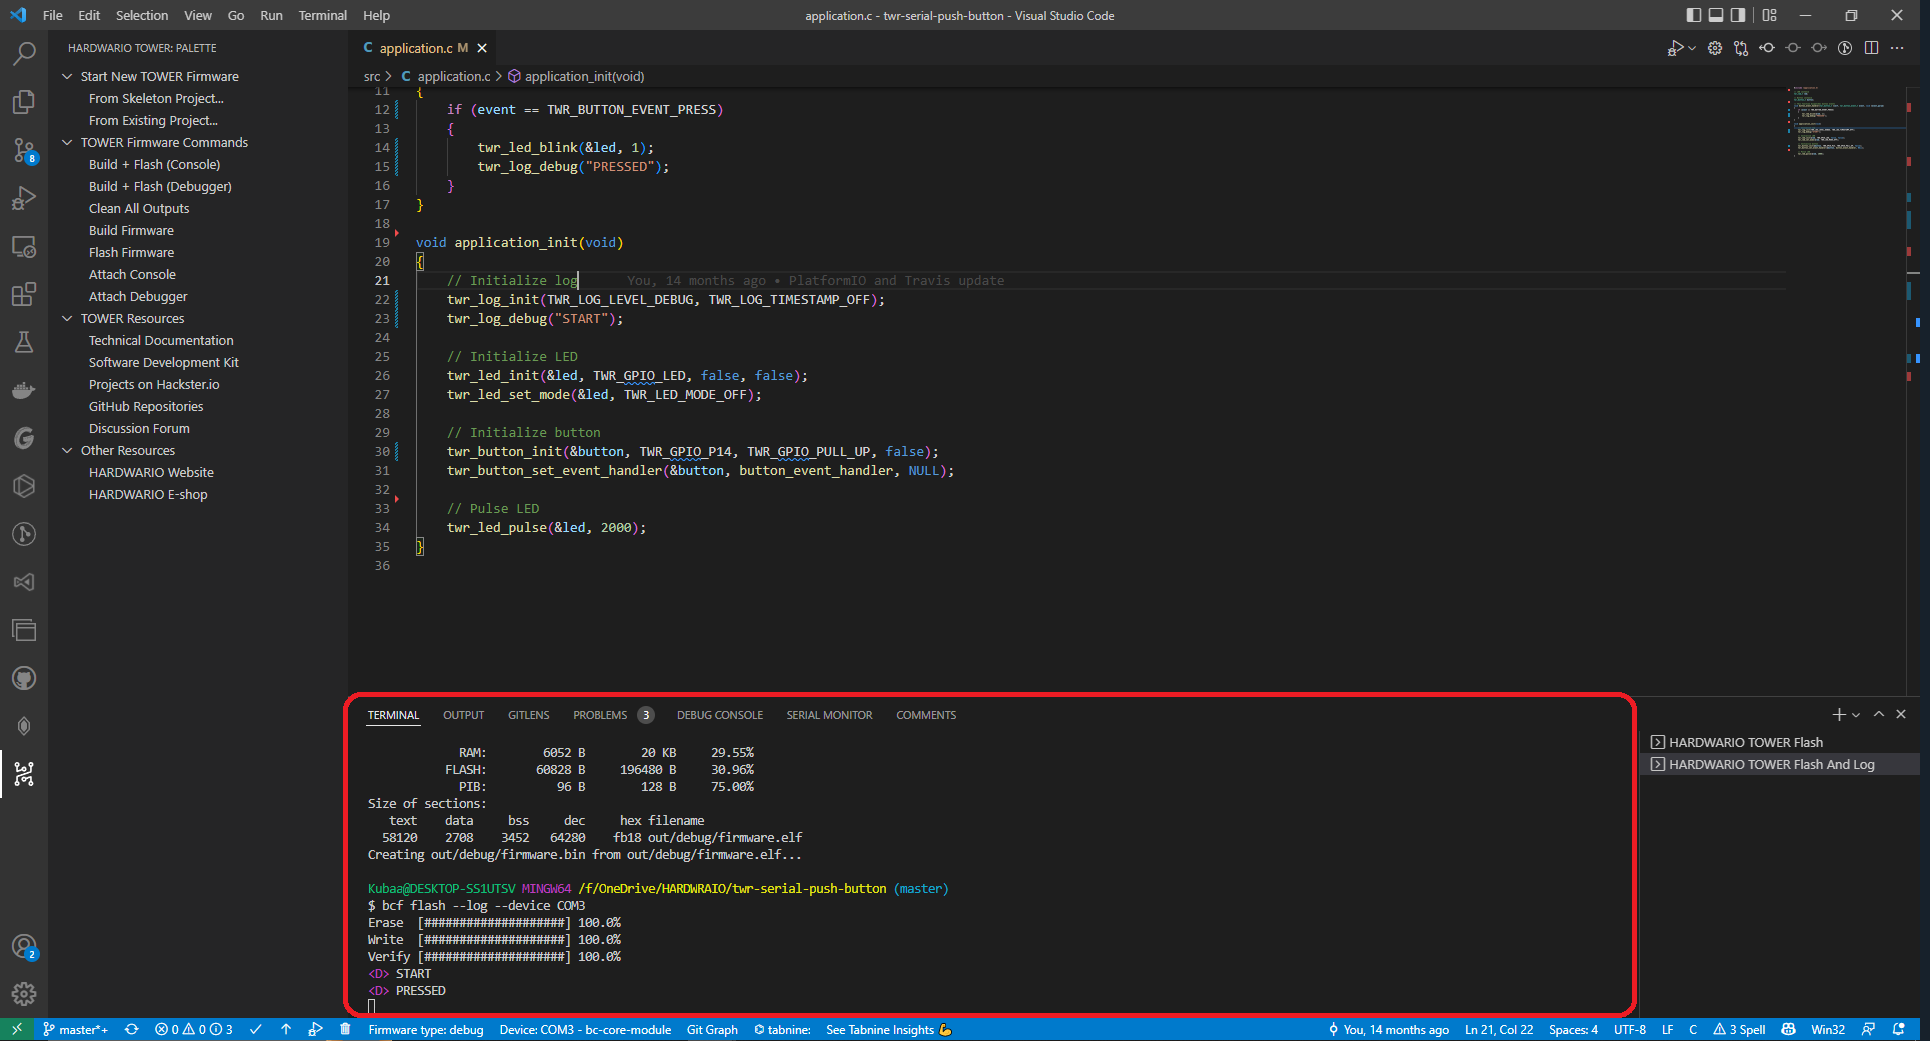 File Edit Selection View Go Run Terminal Help
application.c - twr-serial-push-button - Visual Studio Code
HARDWARIO TOWER: PALETTE
Start New TOWER Firmware
From Skeleton Project...
From Existing Project...
TOWER Firmware Commands
Build + Flash (Console)
Build + Flash (Debugger)
Clean All Outputs
Build Firmware
Flash Firmware
Attach Console
Attach Debugger
TOWER Resources
Technical Documentation
Software Development Kit
Projects on Hackster.io
GitHub Repositories
Discussion Forum
Other Resources
HARDWARIO Website
HARDWARIO E-shop
8
2
C application.c M
src > C application.c > application_init(void)
11 {
12 if (event == TWR_BUTTON_EVENT_PRESS)
13 {
14 twr_led_blink(&led, 1);
15 twr_log_debug("PRESSED");
16 }
17 }
18
19 void application_init(void)
20 {
21 // Initialize log You, 14 months ago • PlatformIO and Travis update
22 twr_log_init(TWR_LOG_LEVEL_DEBUG, TWR_LOG_TIMESTAMP_OFF);
23 twr_log_debug("START");
24
25 // Initialize LED
26 twr_led_init(&led, TWR_GPIO_LED, false, false);
27 twr_led_set_mode(&led, TWR_LED_MODE_OFF);
28
29 // Initialize button
30 twr_button_init(&button, TWR_GPIO_P14, TWR_GPIO_PULL_UP, false);
31 twr_button_set_event_handler(&button, button_event_handler, NULL);
32
33 // Pulse LED
34 twr_led_pulse(&led, 2000);
35 }
36
TERMINAL OUTPUT GITLENS PROBLEMS 3 DEBUG CONSOLE SERIAL MONITOR COMMENTS
RAM: 6052 B 20 KB 29.55%
FLASH: 60828 B 196480 B 30.96%
PIB: 96 B 128 B 75.00%
Size of sections:
text data bss dec hex filename
58120 2708 3452 64280 fb18 out/debug/firmware.elf
Creating out/debug/firmware.bin from out/debug/firmware.elf...
Kubaa@DESKTOP-SS1UTSV MINGW64 /f/OneDrive/HARDWRAIO/twr-serial-push-button (master)
$ bcf flash --log --device COM3
Erase [####################] 100.0%
Write [####################] 100.0%
Verify [####################] 100.0%
<D> START
<D> PRESSED
HARDWARIO TOWER Flash
HARDWARIO TOWER Flash And Log
master*+ 0 0 3 Firmware type: debug Device: COM3 - bc-core-module Git Graph tabnine: See Tabnine Insights You, 14 months ago Ln 21, Col 22 Spaces: 4 UTF-8 LF C 3 Spell Win32